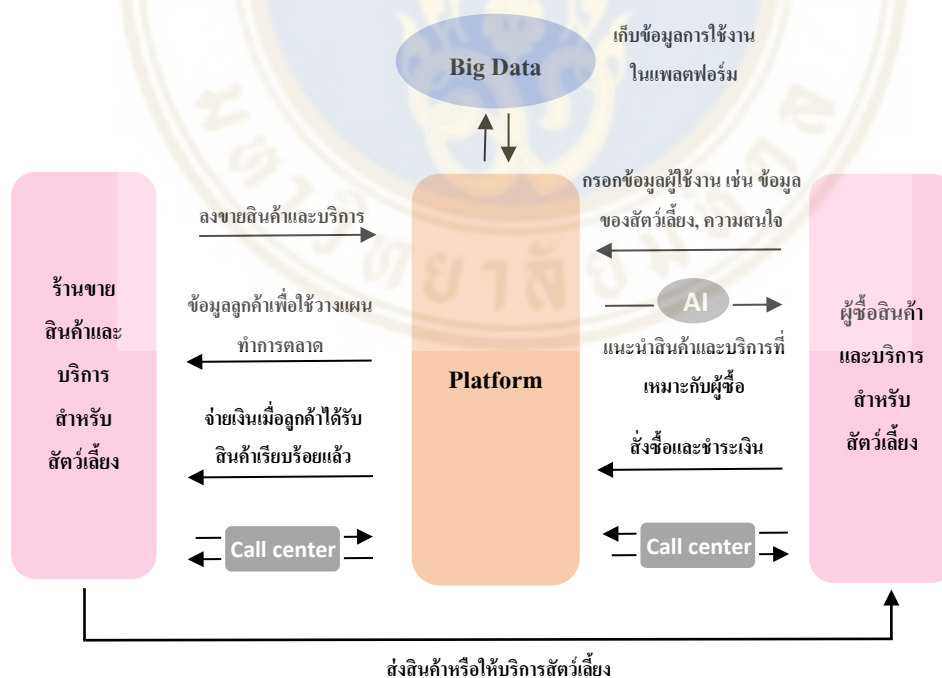 Big Data
เก็บข้อมูลการใช้งาน
ในแพลตฟอร์ม
มหาวิทยาลัยมหิดล
ร้านขาย
สินค้าและ
บริการ
สำหรับ
สัตว์เลี้ยง
ลงขายสินค้าและบริการ
ข้อมูลลูกค้าเพื่อใช้วางแผน
ทำการตลาด
จ่ายเงินเมื่อลูกค้าได้รับ
สินค้าเรียบร้อยแล้ว
Call center
Platform
กรอกข้อมูลผู้ใช้งาน เช่น ข้อมูล
ของสัตว์เลี้ยง, ความสนใจ
AI
แนะนำสินค้าและบริการที่
เหมาะกับผู้ซื้อ
สั่งซื้อและชำระเงิน
Call center
ผู้ซื้อสินค้า
และบริการ
สำหรับ
สัตว์เลี้ยง
ส่งสินค้าหรือให้บริการสัตว์เลี้ยง